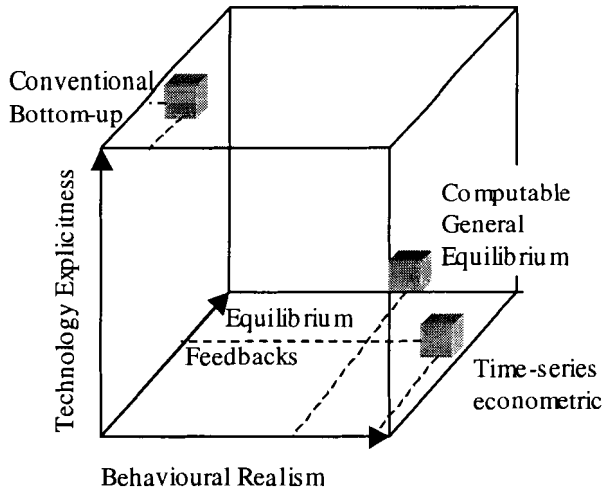 Conventional
Bottom-up
Technology Explicitness
Computable
General
Equilibrium
Equilibrium
Feedbacks
Time-series
econometric
Behavioural Realism